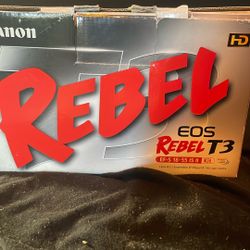 anon
HD
REBEL
EOS
REBEL T3
EF-S 18-55 IS II